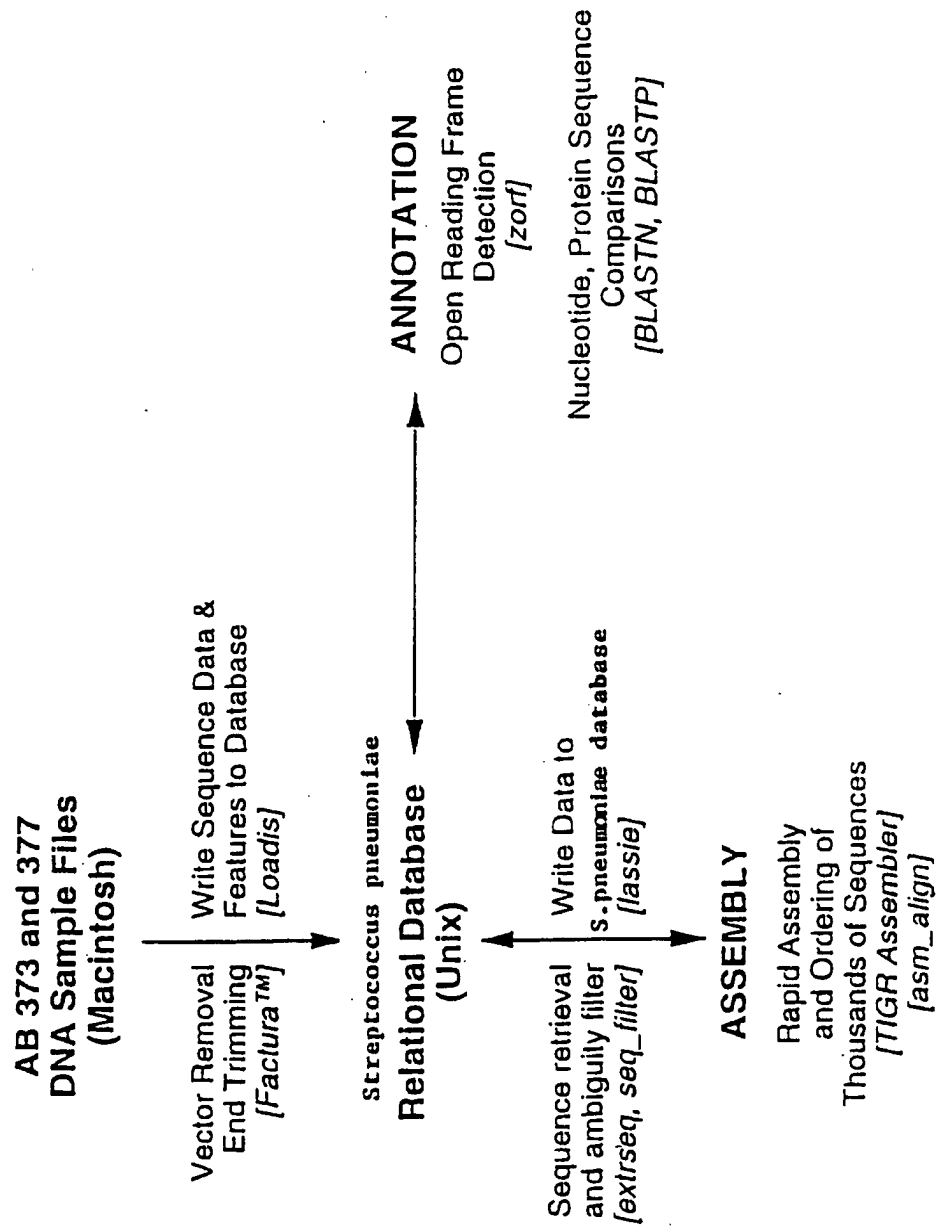 AB 373 and 377
DNA Sample Files
(Macintosh)
Vector Removal
End Trimming
[Factura™]
Write Sequence Data &
Features to Database
[Loadis]
Streptococcus pneumoniae
Relational Database
(Unix)
ANNOTATION
Open Reading Frame
Detection
[zorf]
Nucleotide, Protein Sequence
Comparisons
[BLASTN, BLASTP]
Sequence retrieval
and ambiguity filter
[extrseq, seq_filter]
Write Data to
S.pneumoniae database
[lassie]
ASSEMBLY
Rapid Assembly
and Ordering of
Thousands of Sequences
[TIGR Assembler]
[asm_align]